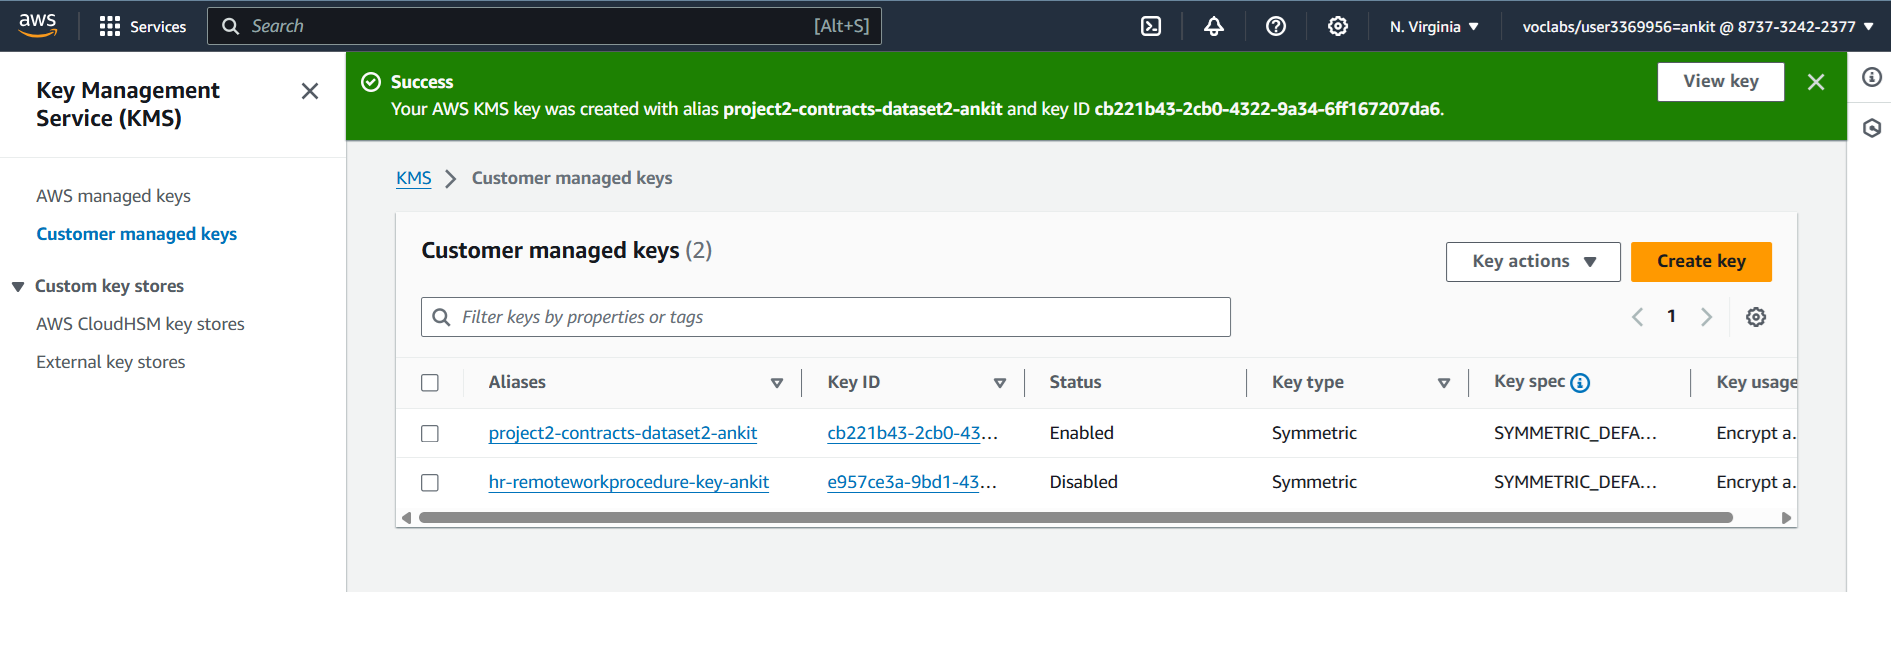 aws
Services
Search [Alt+S]
N. Virginia
voclabs/user3369956=ankit @ 8737-3242-2377
Key Management
Service (KMS)
AWS managed keys
Customer managed keys
Custom key stores
AWS CloudHSM key stores
External key stores
Success
Your AWS KMS key was created with alias project2-contracts-dataset2-ankit and key ID cb221b43-2cb0-4322-9a34-6ff167207da6.
View key
KMS Customer managed keys
Customer managed keys (2)
Key actions
Create key
Filter keys by properties or tags
1
Aliases Key ID Status Key type Key spec Key usage
project2-contracts-dataset2-ankit cb221b43-2cb0-43... Enabled Symmetric SYMMETRIC_DEFA... Encrypt a.
hr-remoteworkprocedure-key-ankit e957ce3a-9bd1-43... Disabled Symmetric SYMMETRIC_DEFA... Encrypt a.